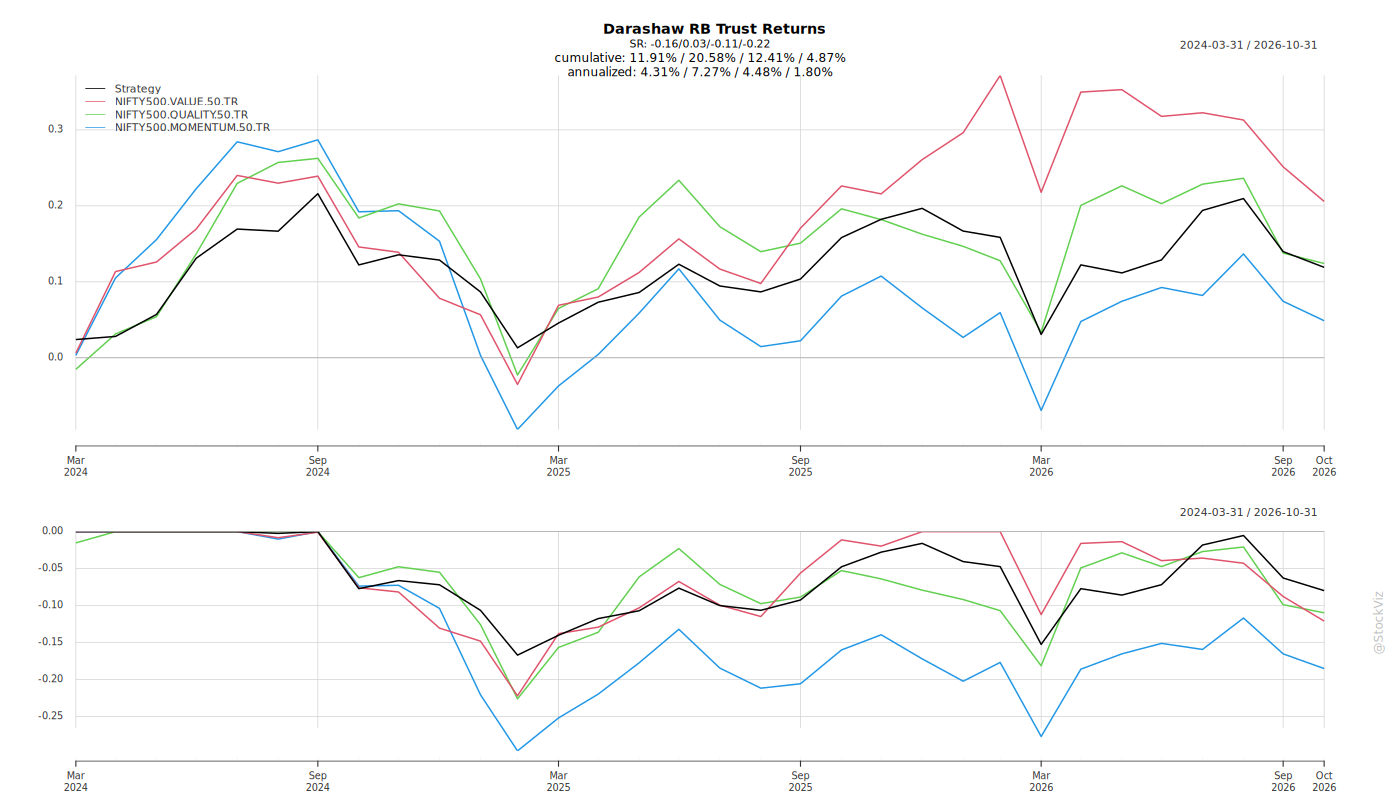 Darashaw RB Trust Returns
SR: -0.16/0.03/-0.11/-0.22
cumulative: 11.91% / 20.58% / 12.41% / 4.87%
annualized: 4.31% / 7.27% / 4.48% / 1.80%
2024-03-31 / 2026-10-31
Strategy
NIFTY500.VALUE.50.TR
NIFTY500.QUALITY.50.TR
NIFTY500.MOMENTUM.50.TR
0.3
0.2
0.1
0.0
Mar 2024
Sep 2024
Mar 2025
Sep 2025
Mar 2026
Sep 2026
Oct 2026
2024-03-31 / 2026-10-31
0.00
-0.05
-0.10
-0.15
-0.20
-0.25
Mar 2024
Sep 2024
Mar 2025
Sep 2025
Mar 2026
Sep 2026
Oct 2026
@StockViz